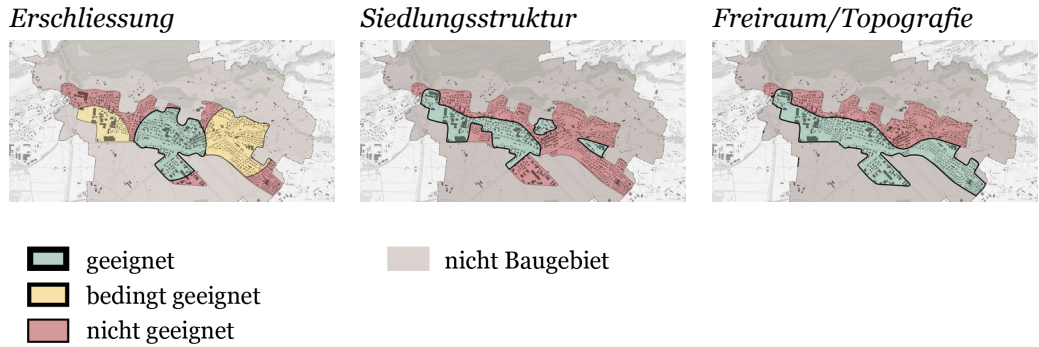 Erschliessung
Siedlungsstruktur
Freiraum/Topografie
geeignet
nicht Baugebiet
bedingt geeignet
nicht geeignet